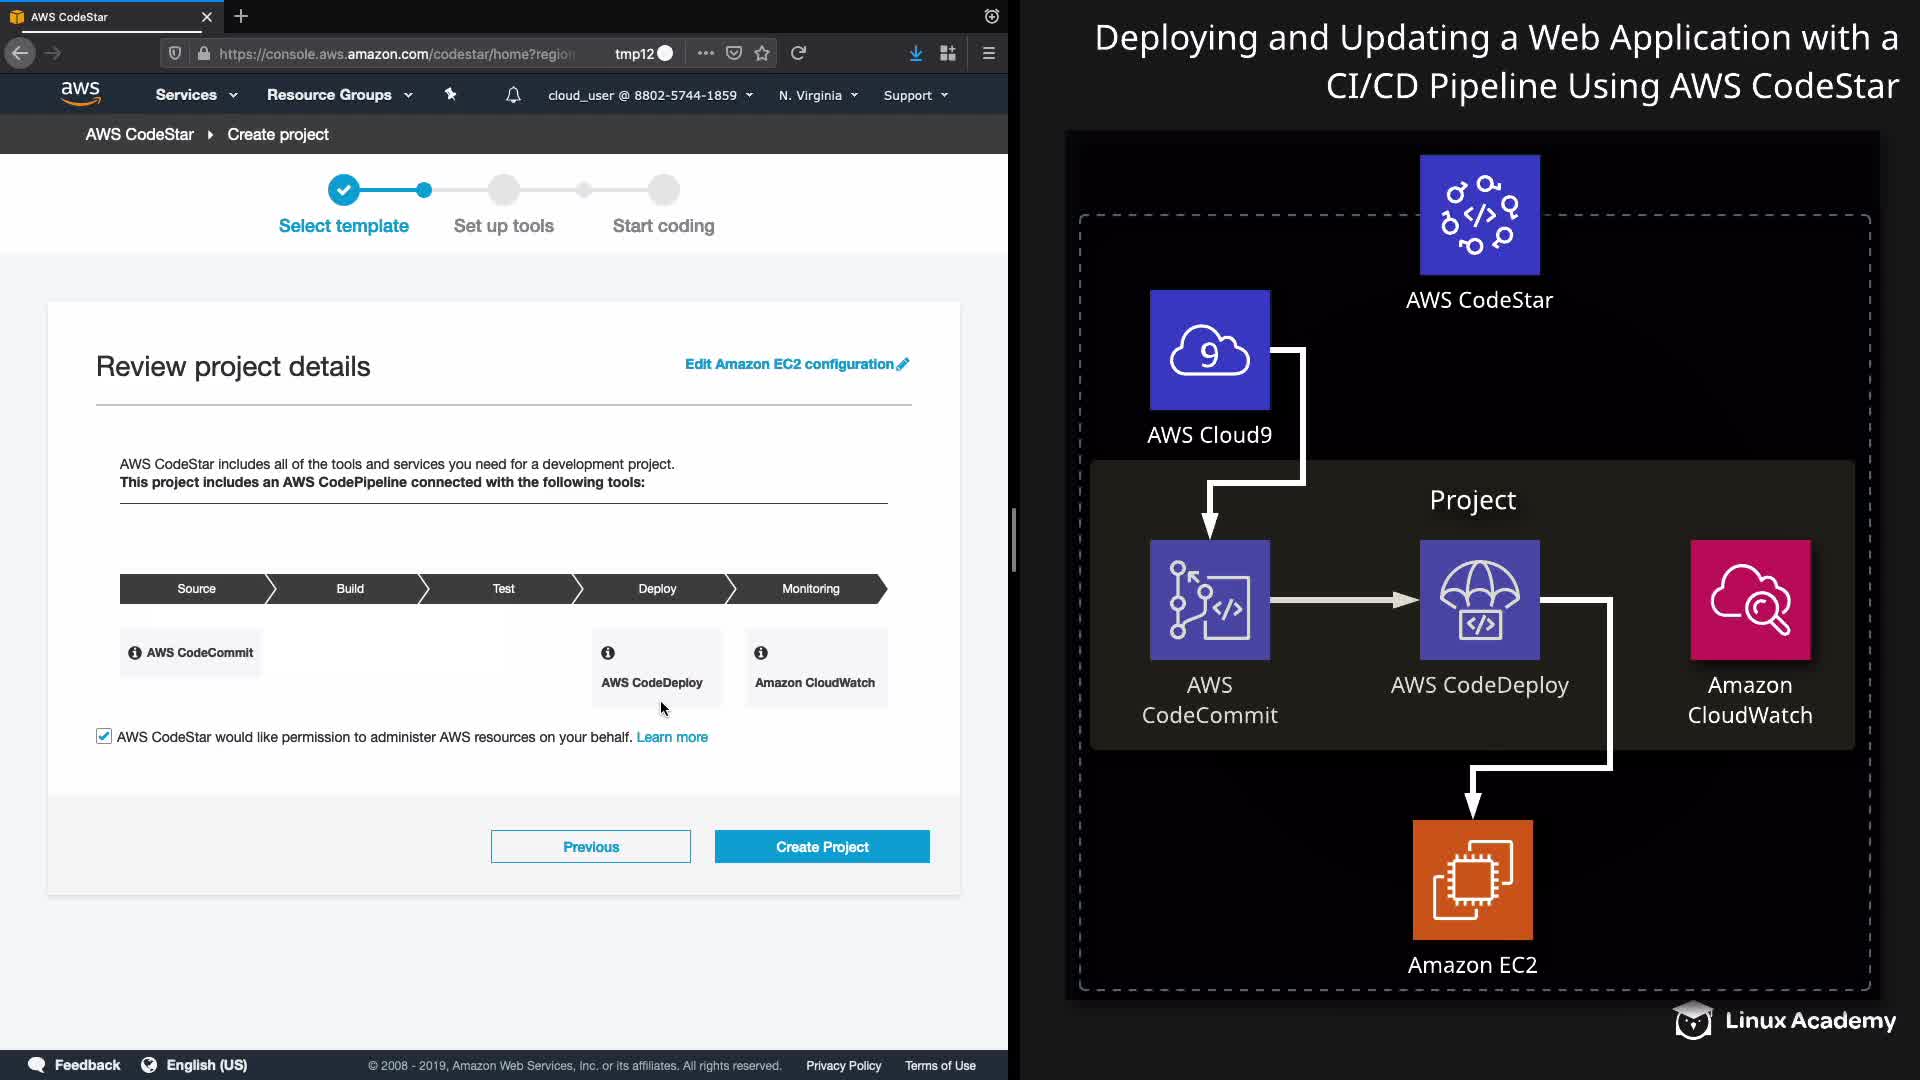 AWS CodeStar
https://console.aws.amazon.com/codestar/home?region
tmp12
aws
Services
Resource Groups
cloud_user @ 8802-5744-1859
N. Virginia
Support
AWS CodeStar
Create project
Select template
Set up tools
Start coding
Review project details
Edit Amazon EC2 configuration
AWS CodeStar includes all of the tools and services you need for a development project.
This project includes an AWS CodePipeline connected with the following tools:
Source
Build
Test
Deploy
Monitoring
AWS CodeCommit
AWS CodeDeploy
Amazon CloudWatch
AWS CodeStar would like permission to administer AWS resources on your behalf. Learn more
Previous
Create Project
Feedback
English (US)
© 2008 - 2019, Amazon Web Services, Inc. or its affiliates. All rights reserved.
Privacy Policy
Terms of Use
Deploying and Updating a Web Application with a
CI/CD Pipeline Using AWS CodeStar
AWS CodeStar
9
AWS Cloud9
Project
AWS
CodeCommit
AWS CodeDeploy
Amazon
CloudWatch
Amazon EC2
Linux Academy